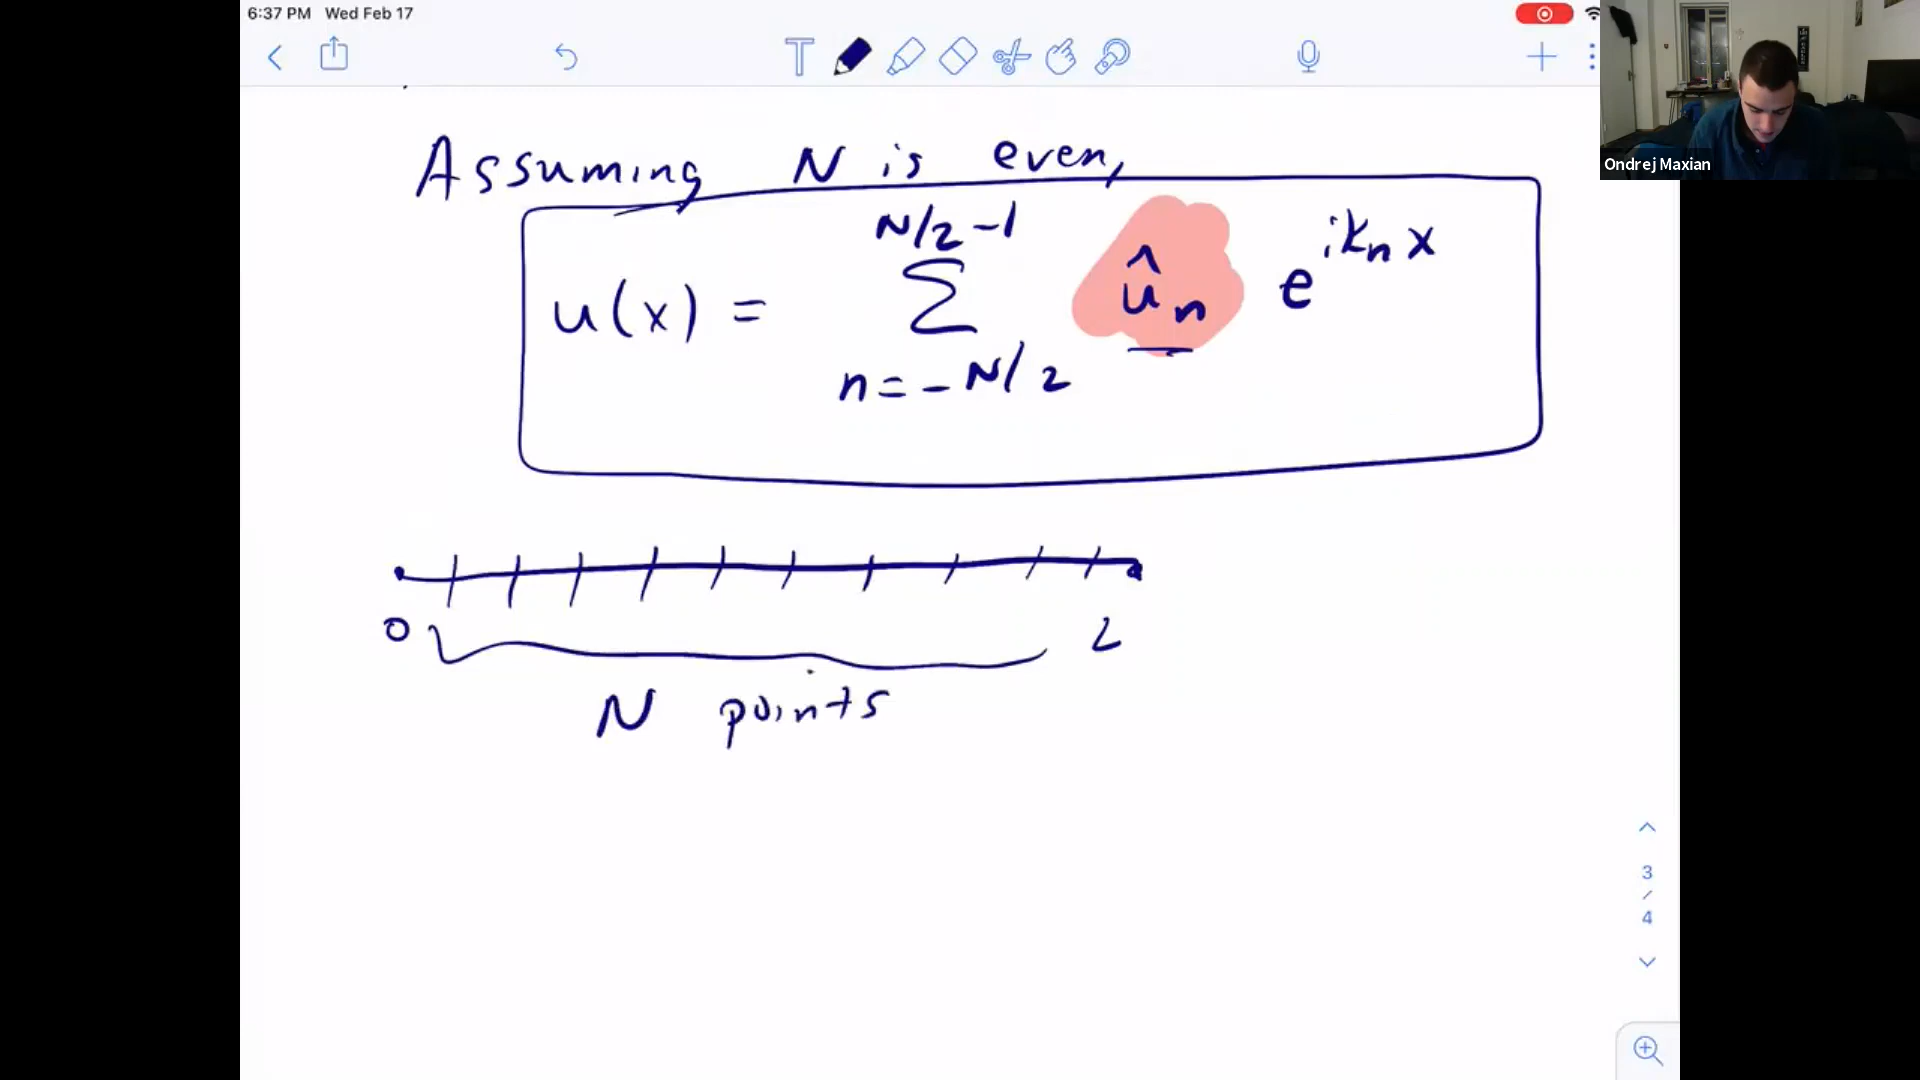 6:37 PM Wed Feb 17
T
Ondrej Maxian
Assuming N is even,
u(x) = N/2-1 Σ n=-N/2 û_n e^{ik_n x}
0 L
N points
3
/
4